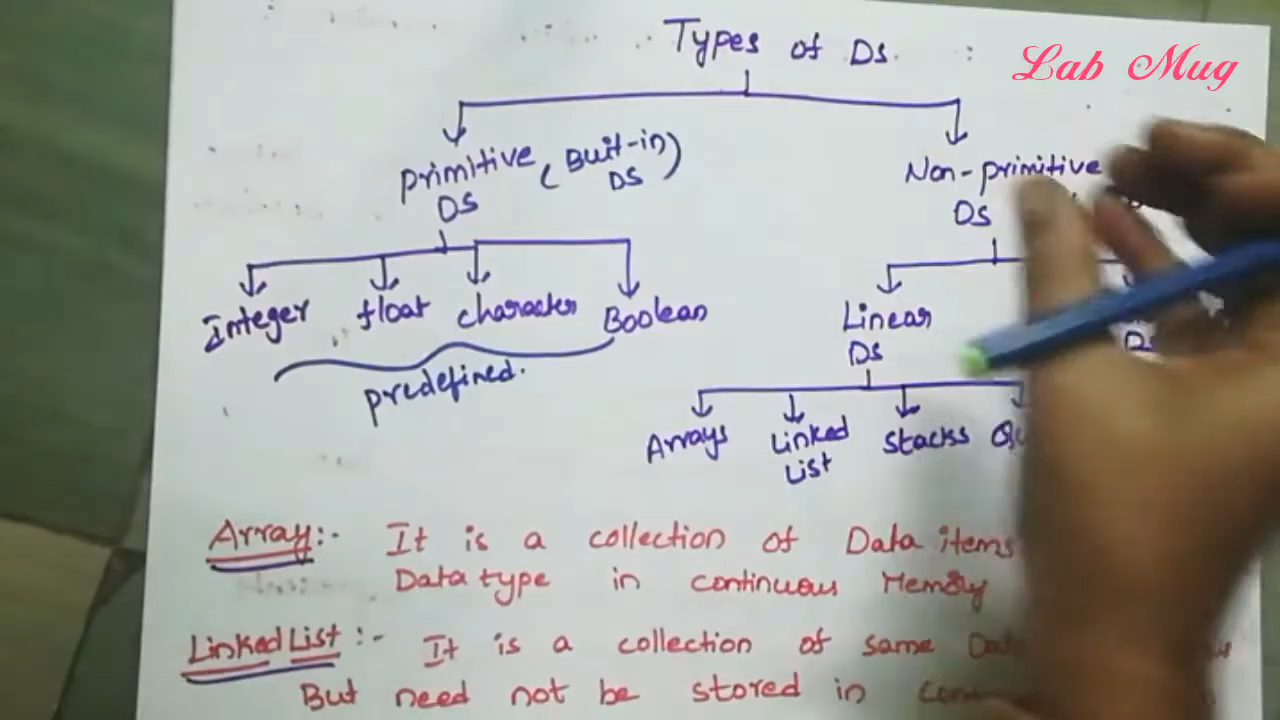 Types of Ds.
Lab Mug
primitive (Buit-in
DS DS)
Non-primitive
DS
Integer float character Boolean
predefined.
Linear
DS
Ds
Arrays Linked List Stacks
Array:- It is a collection of Data items
Data type in continuous Memory
Linked List:- It is a collection of same
But need not be stored in